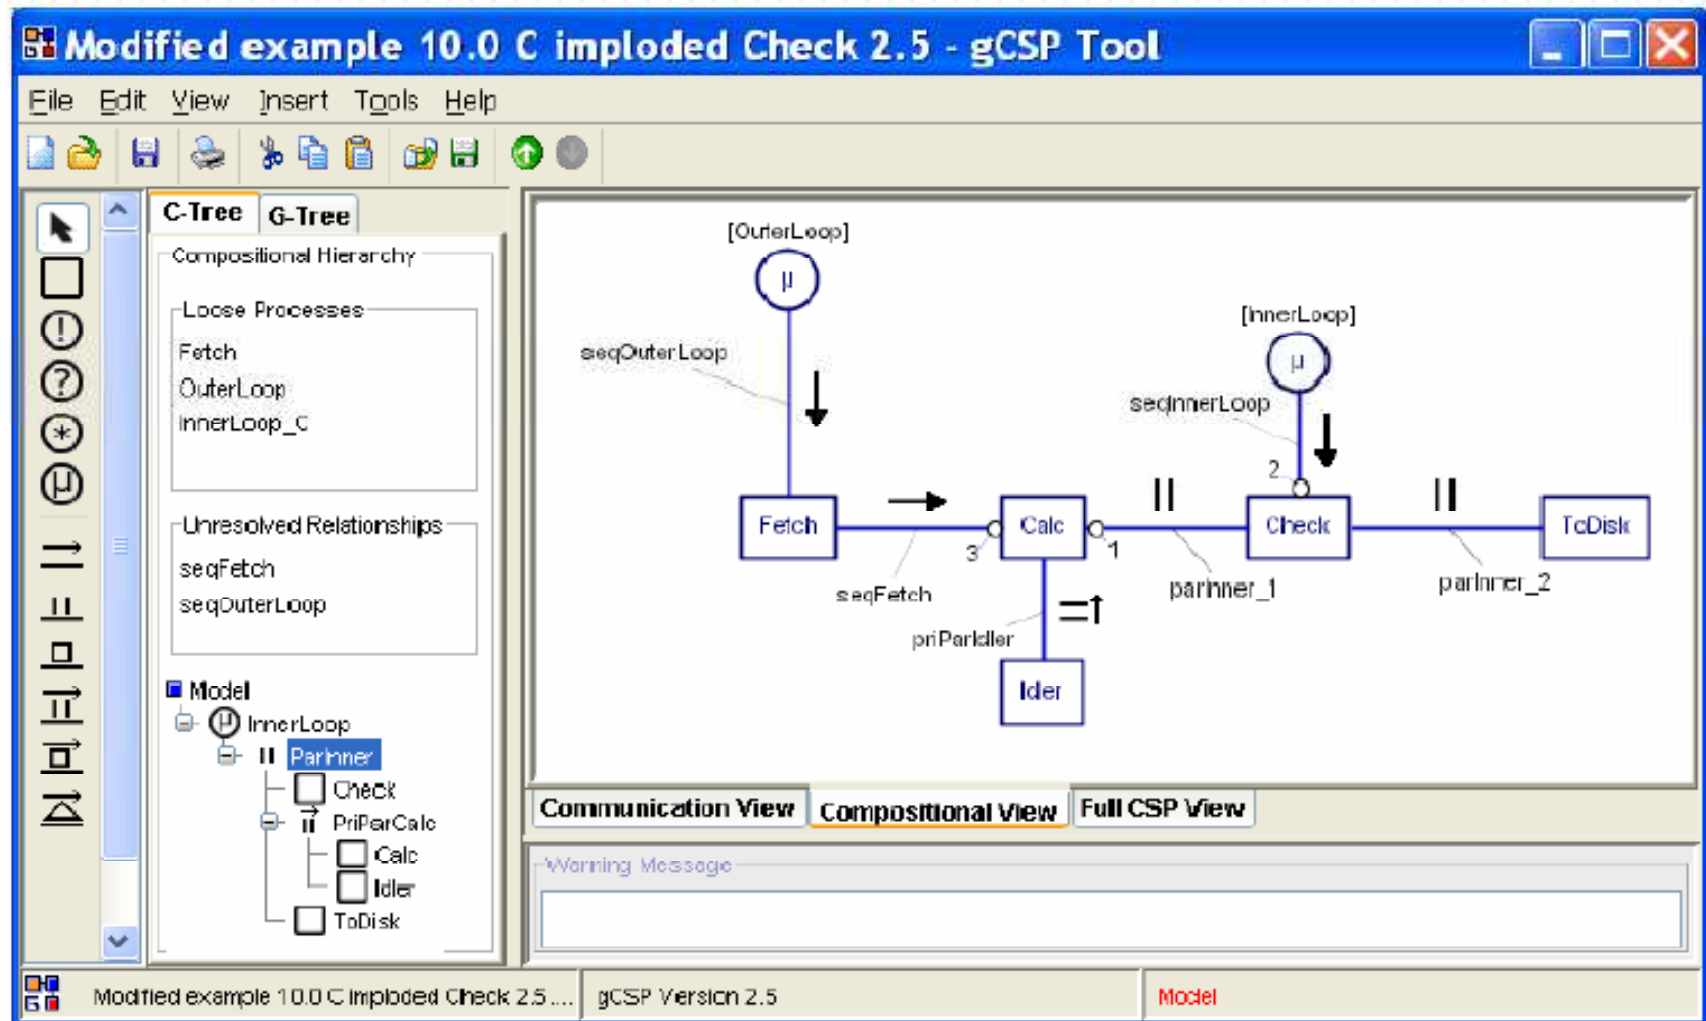 Modified example 10.0 C imploded Check 2.5 - gCSP Tool
File Edit View Insert Tools Help
C-Tree G-Tree
Compositional Hierarchy
Loose Processes
Fetch
OuterLoop
InnerLoop_C
Unresolved Relationships
seqFetch
seqOuterLoop
Model
InnerLoop
ParInner
Check
PriParCalc
Calc
Idler
ToDisk
[OuterLoop]
μ
[InnerLoop]
μ
seqOuterLoop
seqInnerLoop
2
Fetch
Calc
Check
ToDisk
3
1
seqFetch
parInner_1
parInner_2
priParIdler
Idler
Communication View Compositional View Full CSP View
Warning Message
Modified example 10.0 C imploded Check 2.5....
gCSP Version 2.5
Model